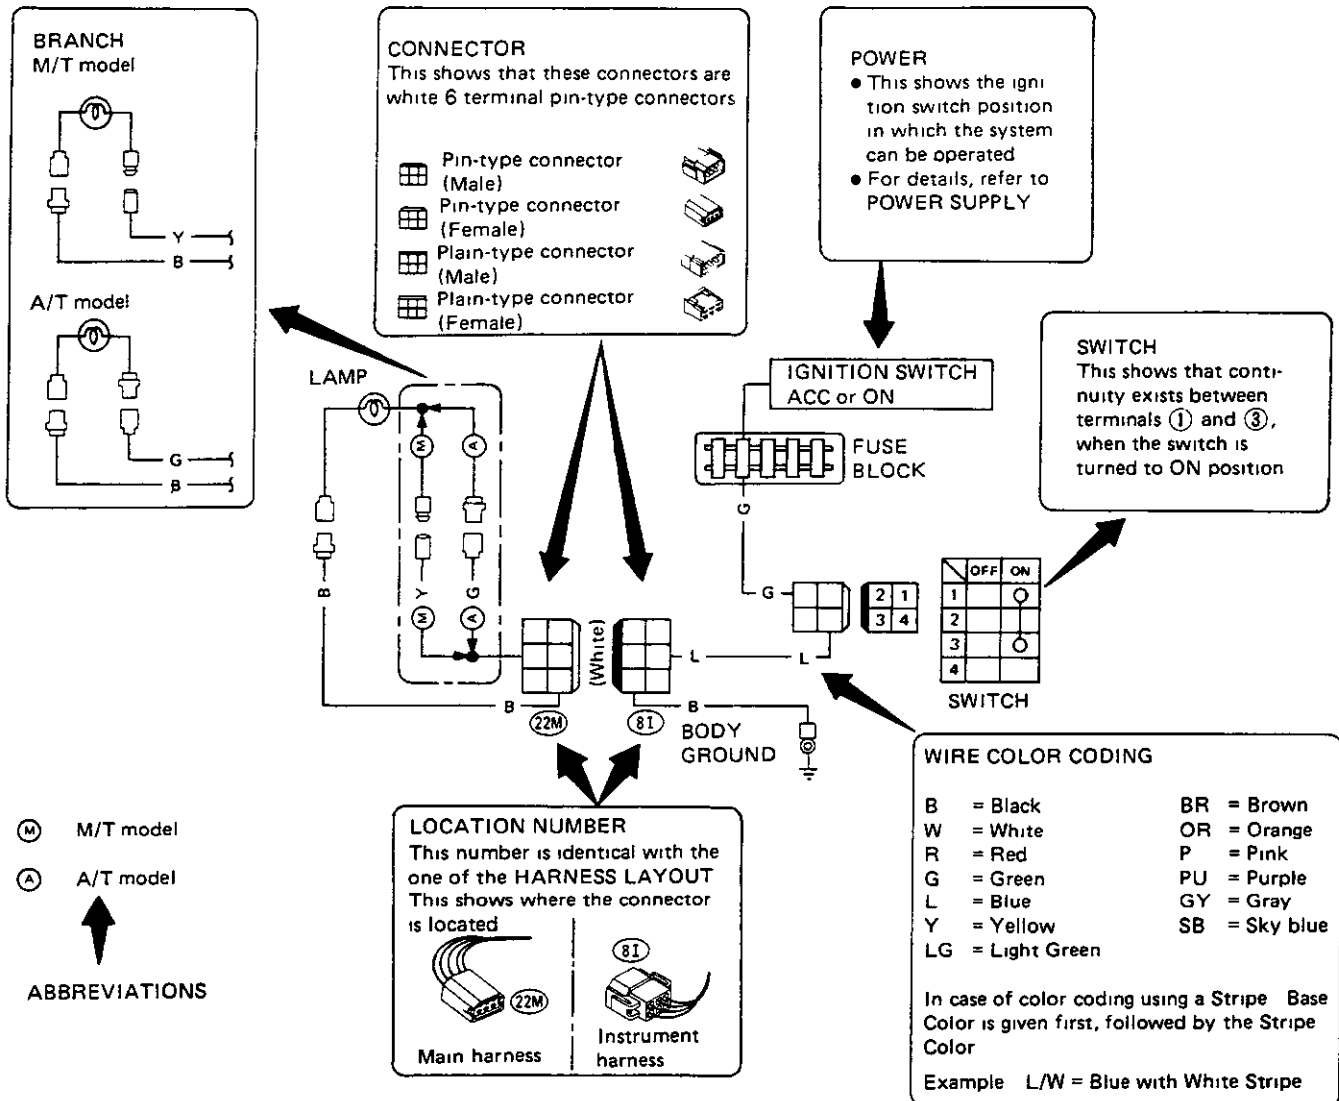 BRANCH
M/T model
Y
B
A/T model
G
B
CONNECTOR
This shows that these connectors are
white 6 terminal pin-type connectors
Pin-type connector
(Male)
Pin-type connector
(Female)
Plain-type connector
(Male)
Plain-type connector
(Female)
POWER
● This shows the igni
tion switch position
in which the system
can be operated
● For details, refer to
POWER SUPPLY
SWITCH
This shows that conti-
nuity exists between
terminals ① and ③,
when the switch is
turned to ON position
LAMP
M
A
B
Y
G
M
A
B
22M
(White)
8I
L
L
B
BODY
GROUND
IGNITION SWITCH
ACC or ON
FUSE
BLOCK
G
G
2 1
3 4
OFF ON
1
2
3
4
SWITCH
Ⓜ M/T model
Ⓐ A/T model
ABBREVIATIONS
LOCATION NUMBER
This number is identical with the
one of the HARNESS LAYOUT
This shows where the connector
is located
22M
Main harness
8I
Instrument
harness
WIRE COLOR CODING
B = Black BR = Brown
W = White OR = Orange
R = Red P = Pink
G = Green PU = Purple
L = Blue GY = Gray
Y = Yellow SB = Sky blue
LG = Light Green
In case of color coding using a Stripe Base
Color is given first, followed by the Stripe
Color
Example L/W = Blue with White Stripe